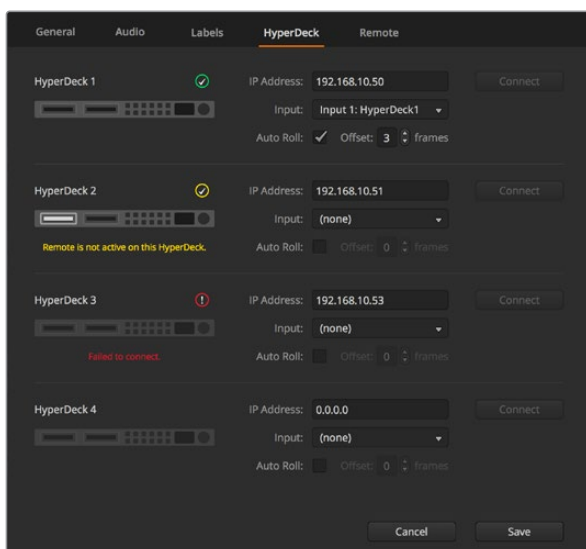 General Audio Labels HyperDeck Remote
HyperDeck 1 IP Address: 192.168.10.50 Connect
Input: Input 1: HyperDeck1
Auto Roll: Offset: 3 frames
HyperDeck 2 IP Address: 192.168.10.51 Connect
Input: (none)
Remote is not active on this HyperDeck. Auto Roll: Offset: 0 frames
HyperDeck 3 IP Address: 192.168.10.53 Connect
Input: (none)
Failed to connect. Auto Roll: Offset: 0 frames
HyperDeck 4 IP Address: 0.0.0.0 Connect
Input: (none)
Auto Roll: Offset: 0 frames
Cancel Save